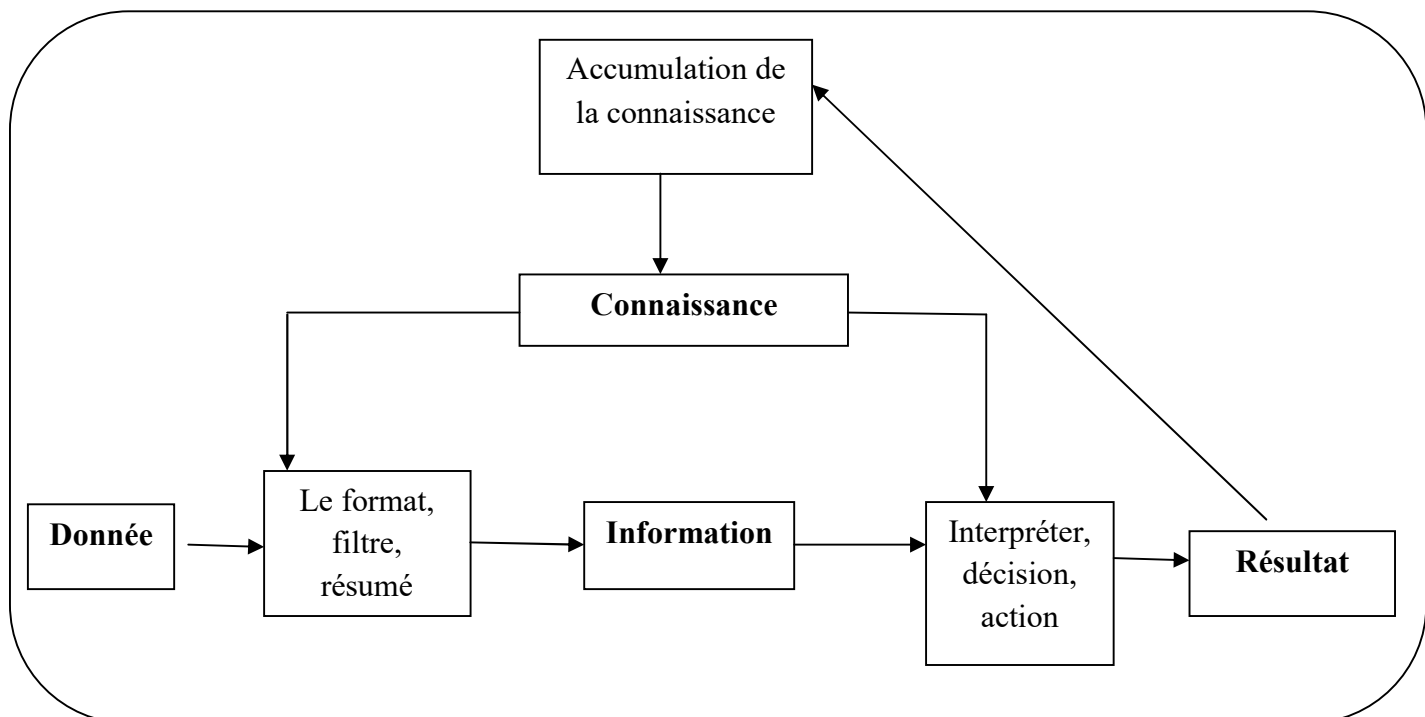 Accumulation de
la connaissance
Connaissance
Donnée
Le format,
filtre,
résumé
Information
Interpréter,
décision,
action
Résultat